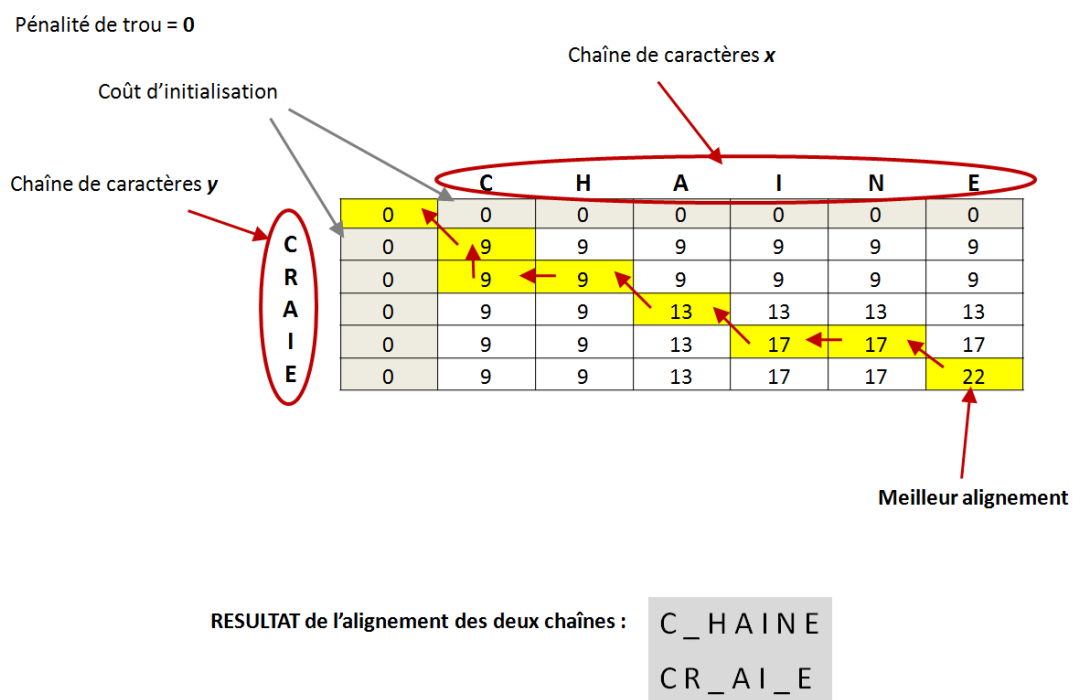 Pénalité de trou = 0
Chaîne de caractères x
Coût d'initialisation
Chaîne de caractères y
C H A I N E
0 0 0 0 0 0 0
C 0 9 9 9 9 9 9
R 0 9 9 9 9 9 9
A 0 9 9 13 13 13 13
I 0 9 9 13 17 17 17
E 0 9 9 13 17 17 22
Meilleur alignement
RESULTAT de l'alignement des deux chaînes :
C _ H A I N E
C R _ A I _ E